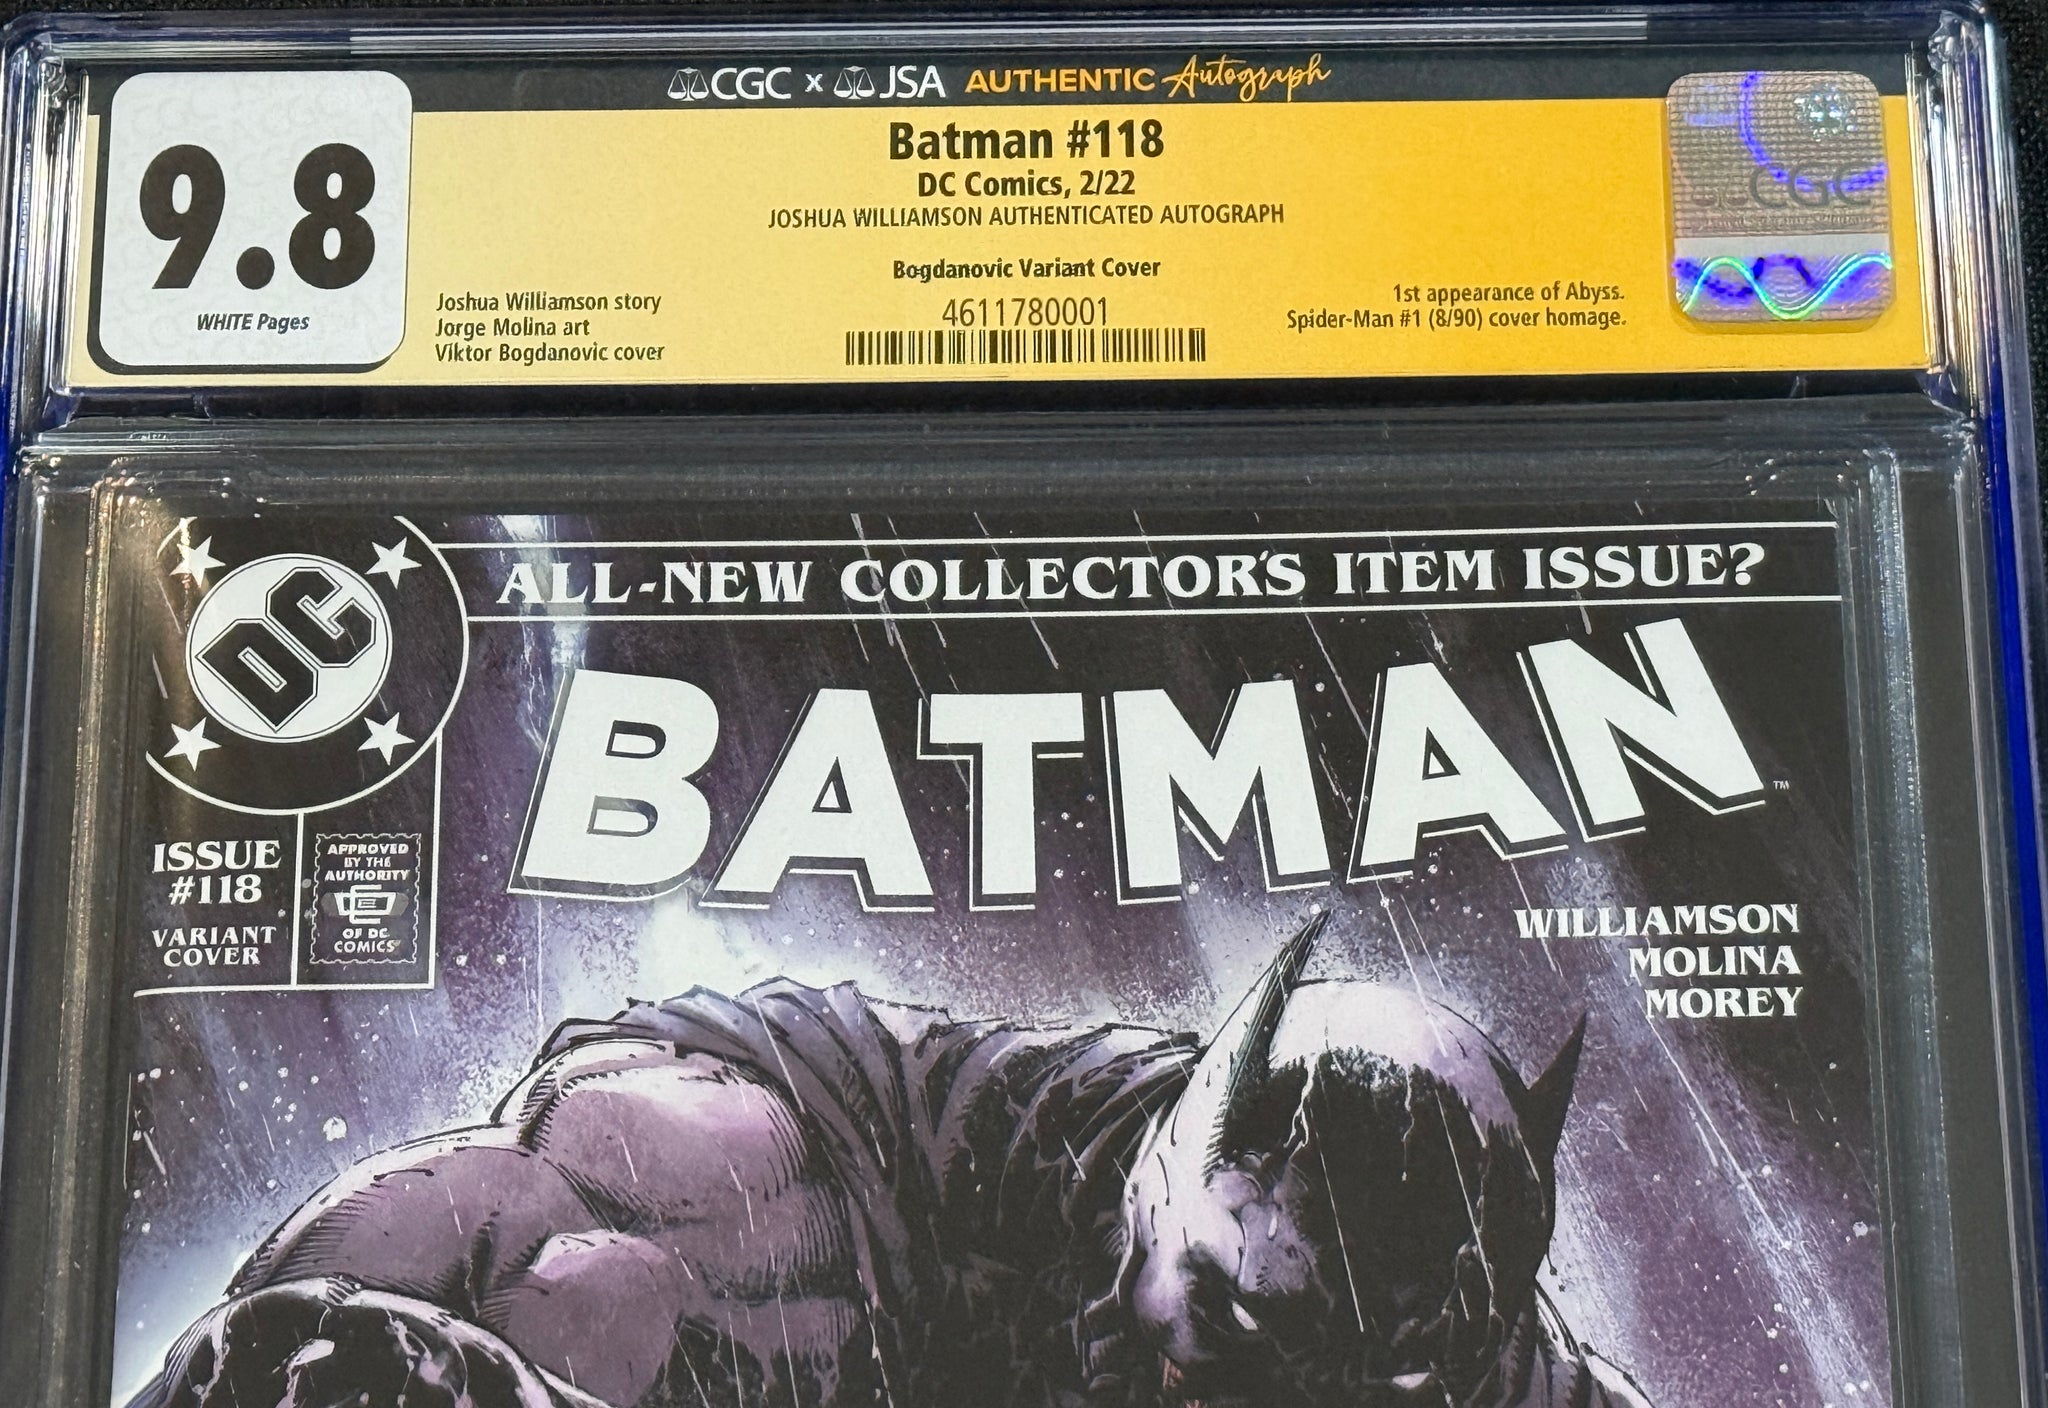 CGC x JSA AUTHENTIC Autograph
9.8
WHITE Pages
Batman #118
DC Comics, 2/22
JOSHUA WILLIAMSON AUTHENTICATED AUTOGRAPH
Bogdanovic Variant Cover
Joshua Williamson story
Jorge Molina art
Viktor Bogdanovic cover
4611780001
1st appearance of Abyss.
Spider-Man #1 (8/90) cover homage.
CGC
ALL-NEW COLLECTOR'S ITEM ISSUE?
DC
BATMAN
TM
ISSUE
#118
VARIANT
COVER
APPROVED
BY THE
AUTHORITY
OF DC
COMICS
WILLIAMSON
MOLINA
MOREY